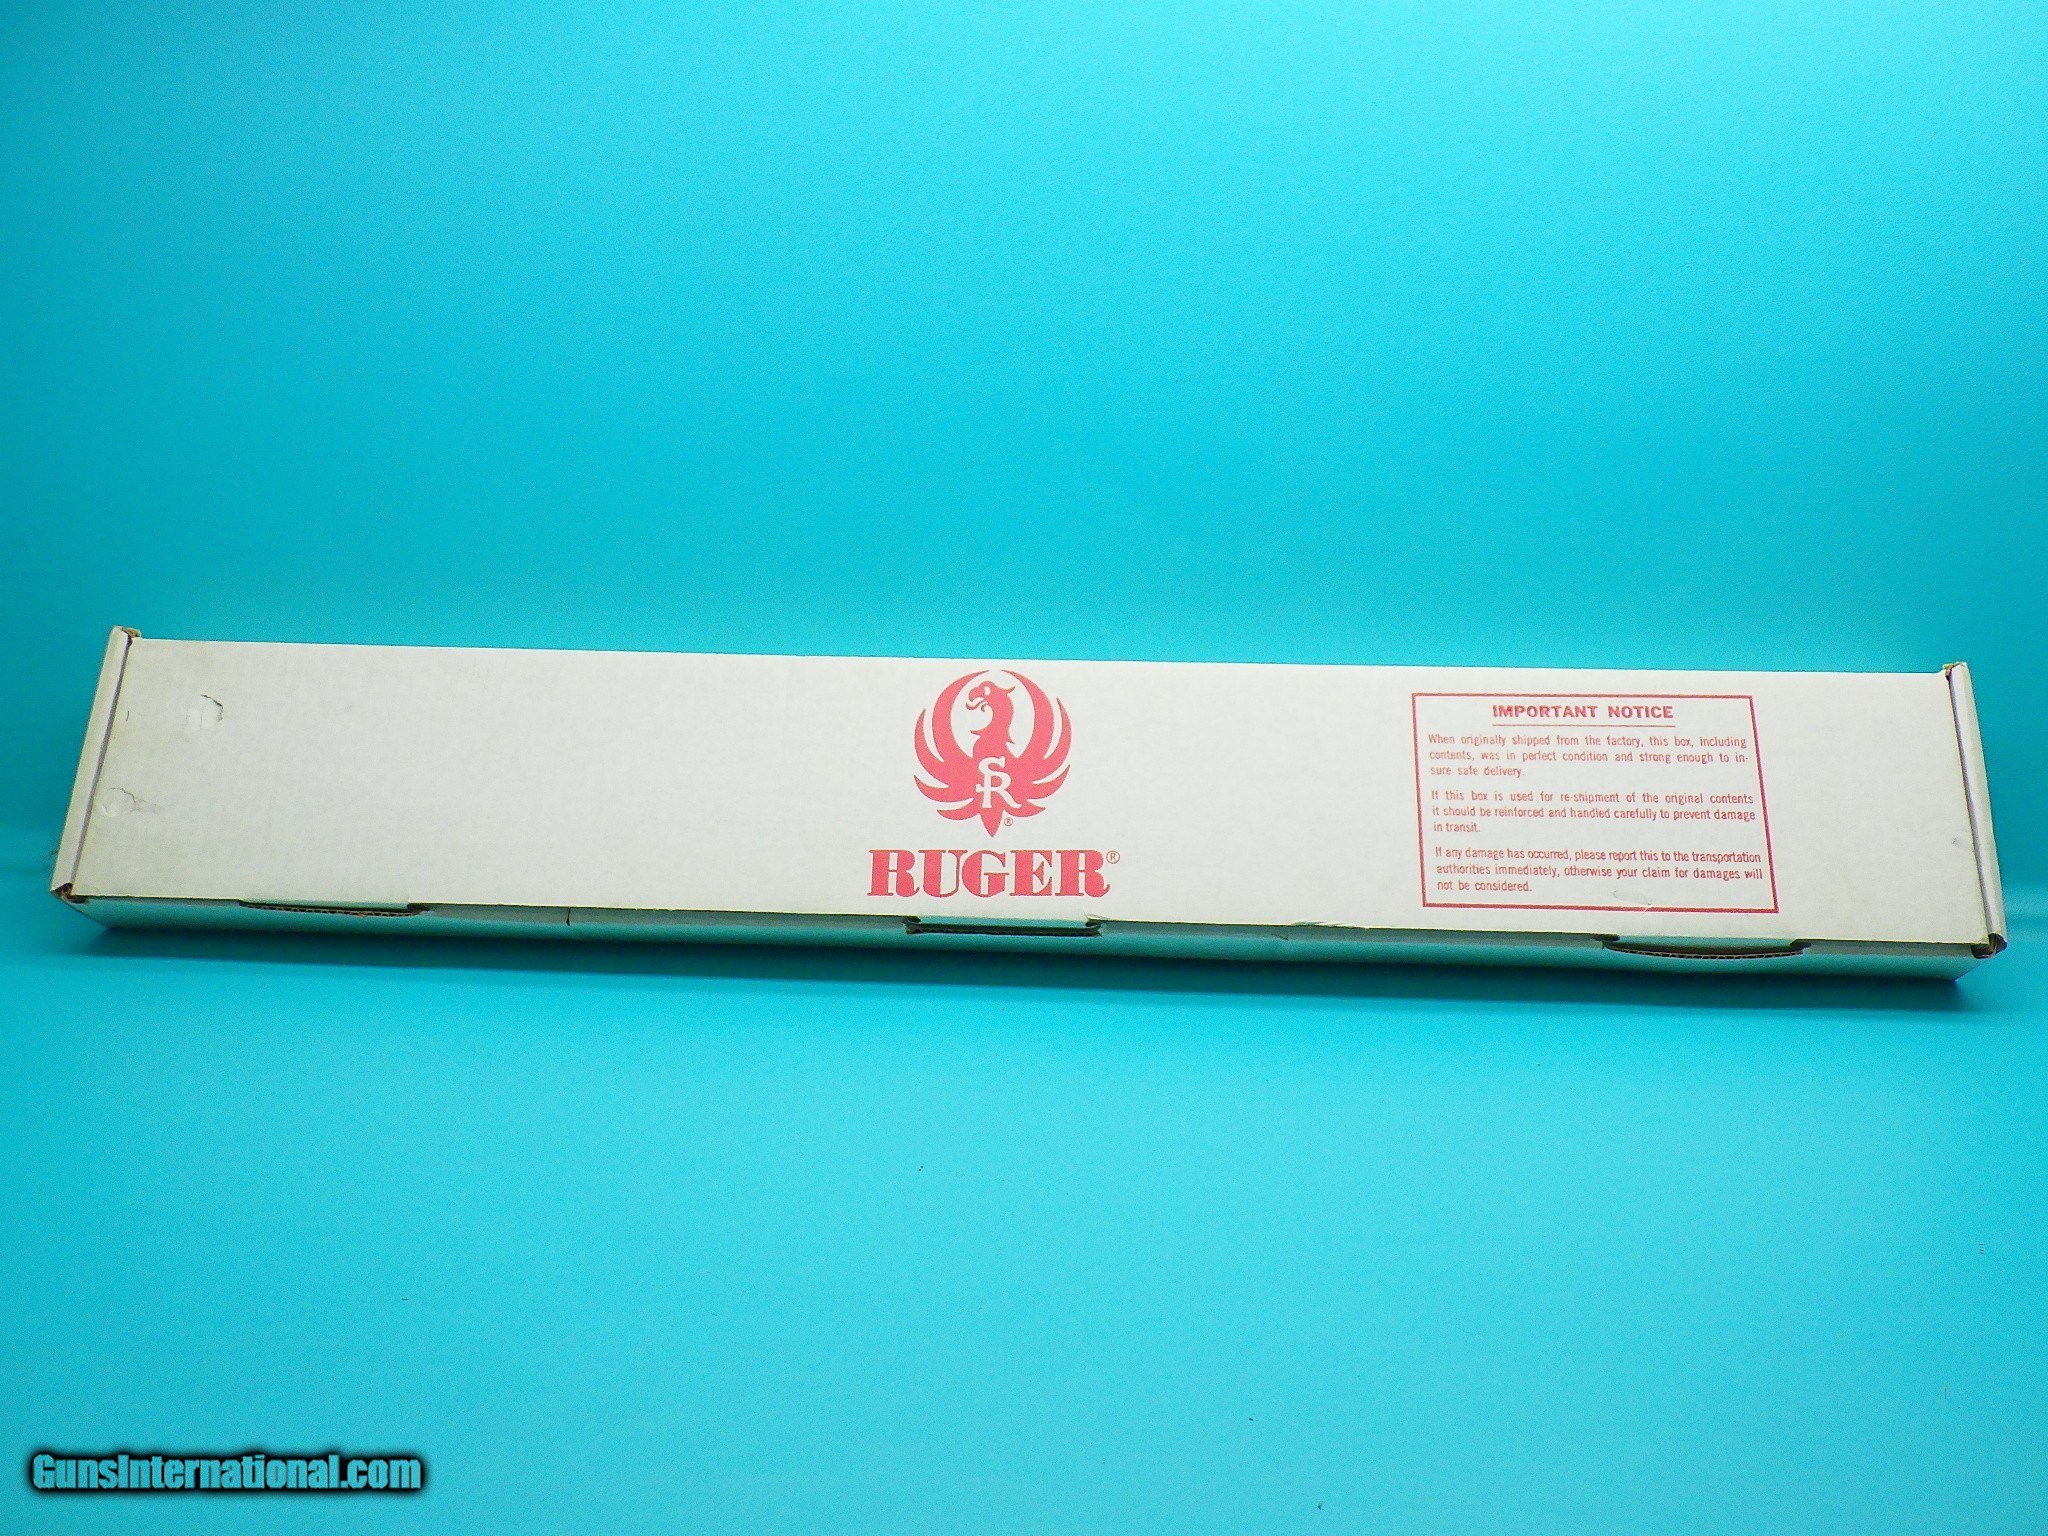 SR
®
RUGER®
IMPORTANT NOTICE
When originally shipped from the factory, this box, including
contents, was in perfect condition and strong enough to in-
sure safe delivery.
If this box is used for re-shipment of the original contents
it should be reinforced and handled carefully to prevent damage
in transit.
If any damage has occurred, please report this to the transportation
authorities immediately, otherwise your claim for damages will
not be considered.
GunsInternational.com